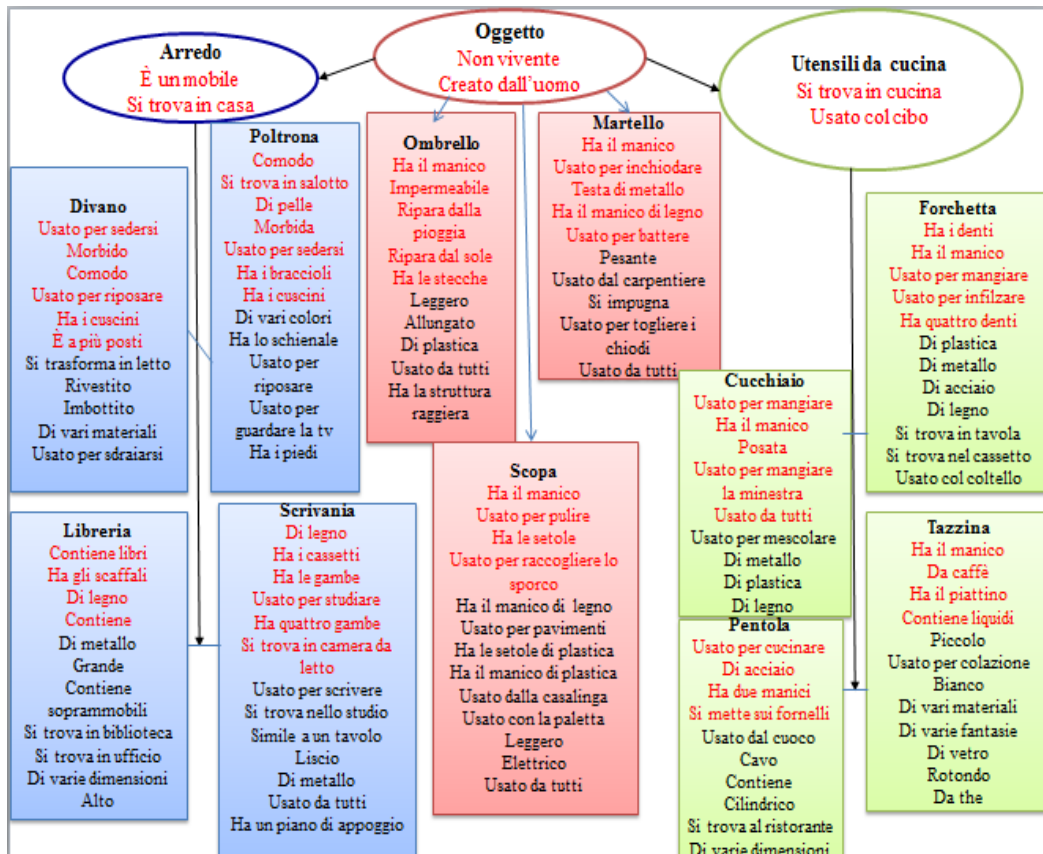 Arredo
È un mobile
Si trova in casa
Oggetto
Non vivente
Creato dall'uomo
Utensili da cucina
Si trova in cucina
Usato col cibo
Divano
Usato per sedersi
Morbido
Comodo
Usato per riposare
Ha i cuscini
È a più posti
Si trasforma in letto
Rivestito
Imbottito
Di vari materiali
Usato per sdraiarsi
Poltrona
Comodo
Si trova in salotto
Di pelle
Morbida
Usato per sedersi
Ha i braccioli
Ha i cuscini
Di vari colori
Ha lo schienale
Usato per
riposare
Usato per
guardare la tv
Ha i piedi
Ombrello
Ha il manico
Impermeabile
Ripara dalla
pioggia
Ripara dal sole
Ha le stecche
Leggero
Allungato
Di plastica
Usato da tutti
Ha la struttura
raggiera
Martello
Ha il manico
Usato per inchiodare
Testa di metallo
Ha il manico di legno
Usato per battere
Pesante
Usato dal carpentiere
Si impugna
Usato per togliere i
chiodi
Usato da tutti
Forchetta
Ha i denti
Ha il manico
Usato per mangiare
Usato per infilzare
Ha quattro denti
Di plastica
Di metallo
Di acciaio
Di legno
Si trova in tavola
Si trova nel cassetto
Usato col coltello
Cucchiaio
Usato per mangiare
Ha il manico
Posata
Usato per mangiare
la minestra
Usato da tutti
Usato per mescolare
Di metallo
Di plastica
Di legno
Libreria
Contiene libri
Ha gli scaffali
Di legno
Contiene
Di metallo
Grande
Contiene
soprammobili
Si trova in biblioteca
Si trova in ufficio
Di varie dimensioni
Alto
Scrivania
Di legno
Ha i cassetti
Ha le gambe
Usato per studiare
Ha quattro gambe
Si trova in camera da
letto
Usato per scrivere
Si trova nello studio
Simile a un tavolo
Liscio
Di metallo
Usato da tutti
Ha un piano di appoggio
Scopa
Ha il manico
Usato per pulire
Ha le setole
Usato per raccogliere lo
sporco
Ha il manico di legno
Usato per pavimenti
Ha le setole di plastica
Ha il manico di plastica
Usato dalla casalinga
Usato con la paletta
Leggero
Elettrico
Usato da tutti
Pentola
Usato per cucinare
Di acciaio
Ha due manici
Si mette sui fornelli
Usato dal cuoco
Cavo
Contiene
Cilindrico
Si trova al ristorante
Di varie dimensioni
Tazzina
Ha il manico
Da caffè
Ha il piattino
Contiene liquidi
Piccolo
Usato per colazione
Bianco
Di vari materiali
Di varie fantasie
Di vetro
Rotondo
Da the